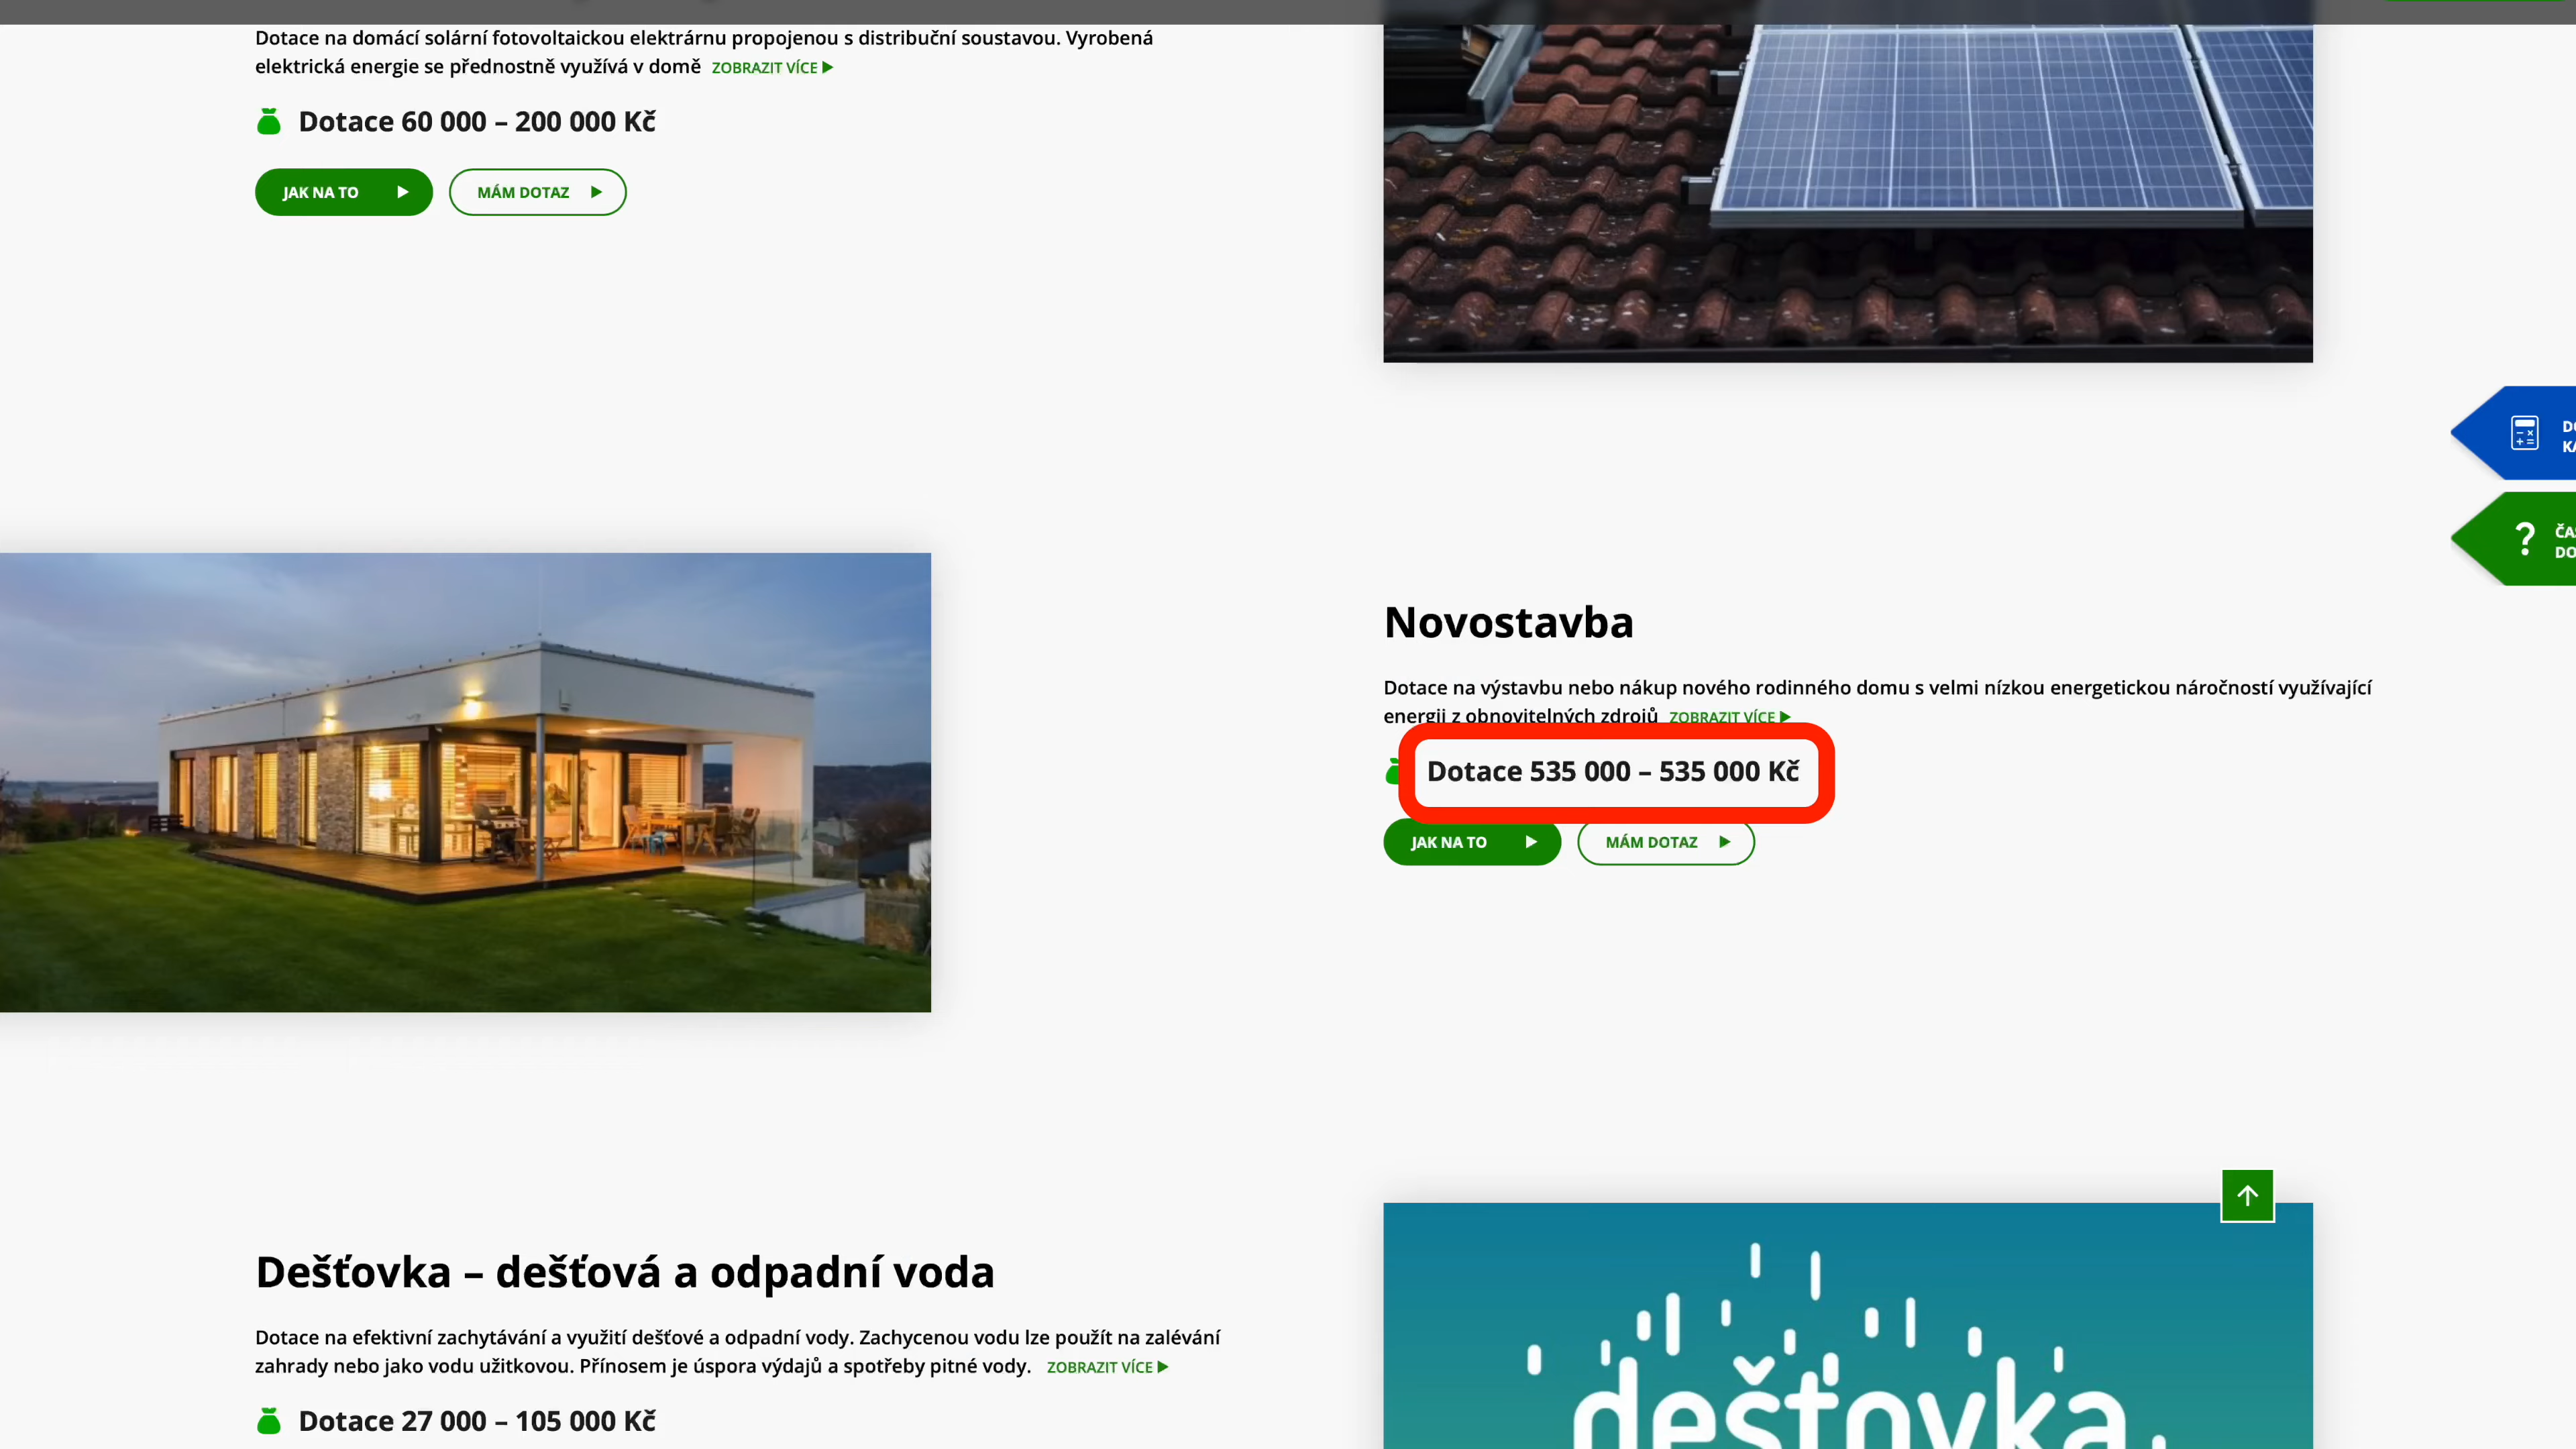 Dotace na domácí solární fotovoltaickou elektrárnu propojenou s distribuční soustavou. Vyrobená
elektrická energie se přednostně využívá v domě ZOBRAZIT VÍCE
Dotace 60 000 – 200 000 Kč
JAK NA TO
MÁM DOTAZ
Novostavba
Dotace na výstavbu nebo nákup nového rodinného domu s velmi nízkou energetickou náročností využívající
energii z obnovitelných zdrojů ZOBRAZIT VÍCE
Dotace 535 000 – 535 000 Kč
JAK NA TO
MÁM DOTAZ
Dešťovka – dešťová a odpadní voda
Dotace na efektivní zachytávání a využití dešťové a odpadní vody. Zachycenou vodu lze použít na zalévání
zahrady nebo jako vodu užitkovou. Přínosem je úspora výdajů a spotřeby pitné vody. ZOBRAZIT VÍCE
Dotace 27 000 – 105 000 Kč
dešťovka